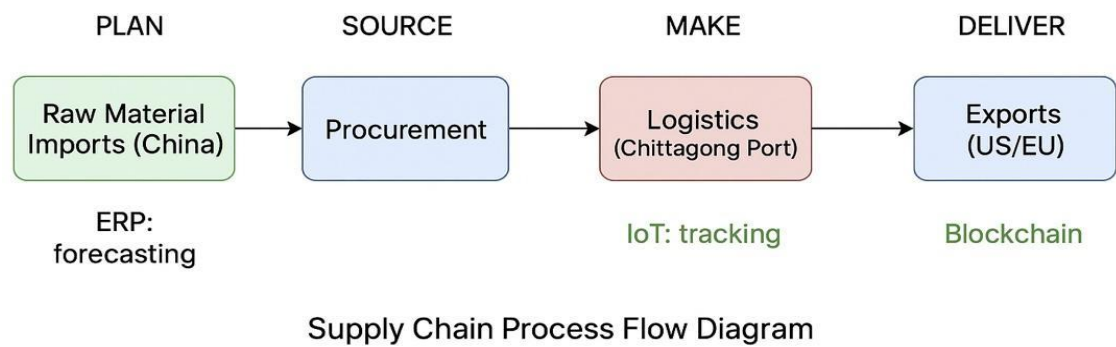 PLAN
SOURCE
MAKE
DELIVER
Raw Material
Imports (China)
Procurement
Logistics
(Chittagong Port)
Exports
(US/EU)
ERP:
forecasting
IoT: tracking
Blockchain
Supply Chain Process Flow Diagram